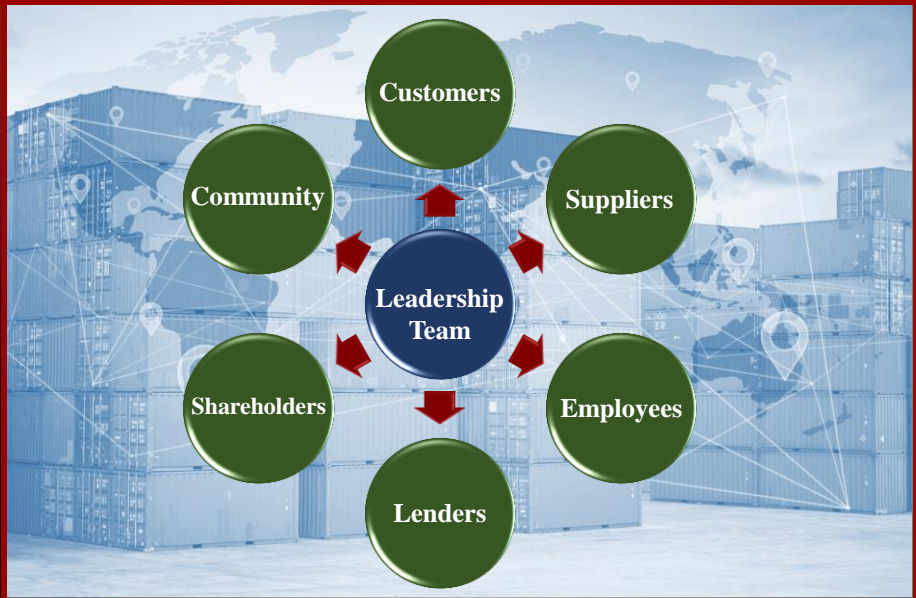 Customers
Community
Suppliers
Leadership
Team
Shareholders
Employees
Lenders